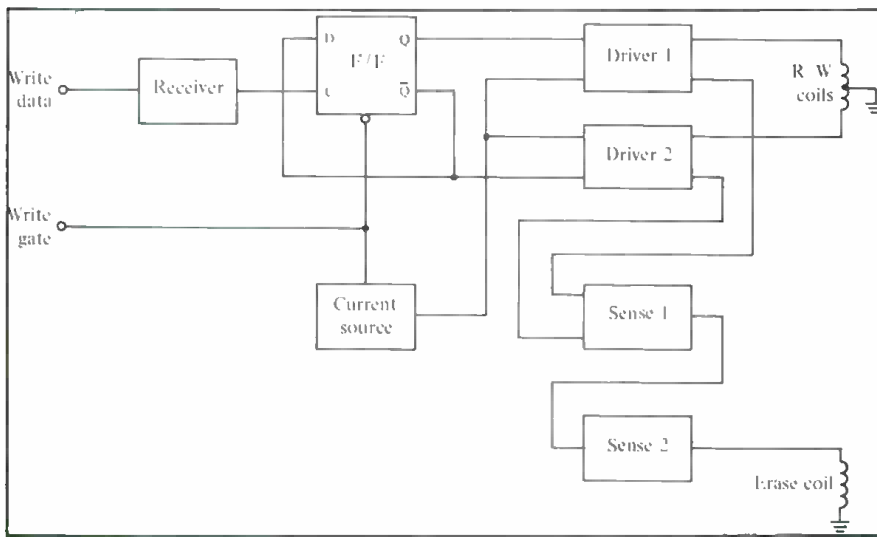 Write
data
Receiver
D
Q
F/F
C
Q̅
Driver 1
R W
coils
Driver 2
Write
gate
Current
source
Sense 1
Sense 2
Erase coil